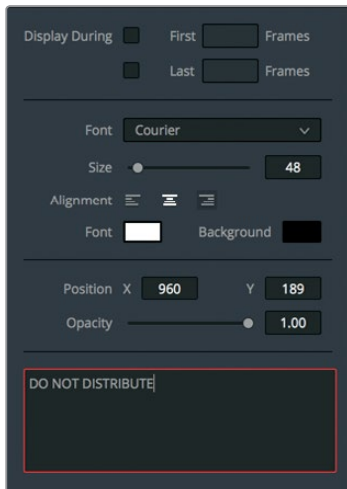 Display During First Frames
Last Frames
Font Courier
Size 48
Alignment
Font Background
Position X 960 Y 189
Opacity 1.00
DO NOT DISTRIBUTE